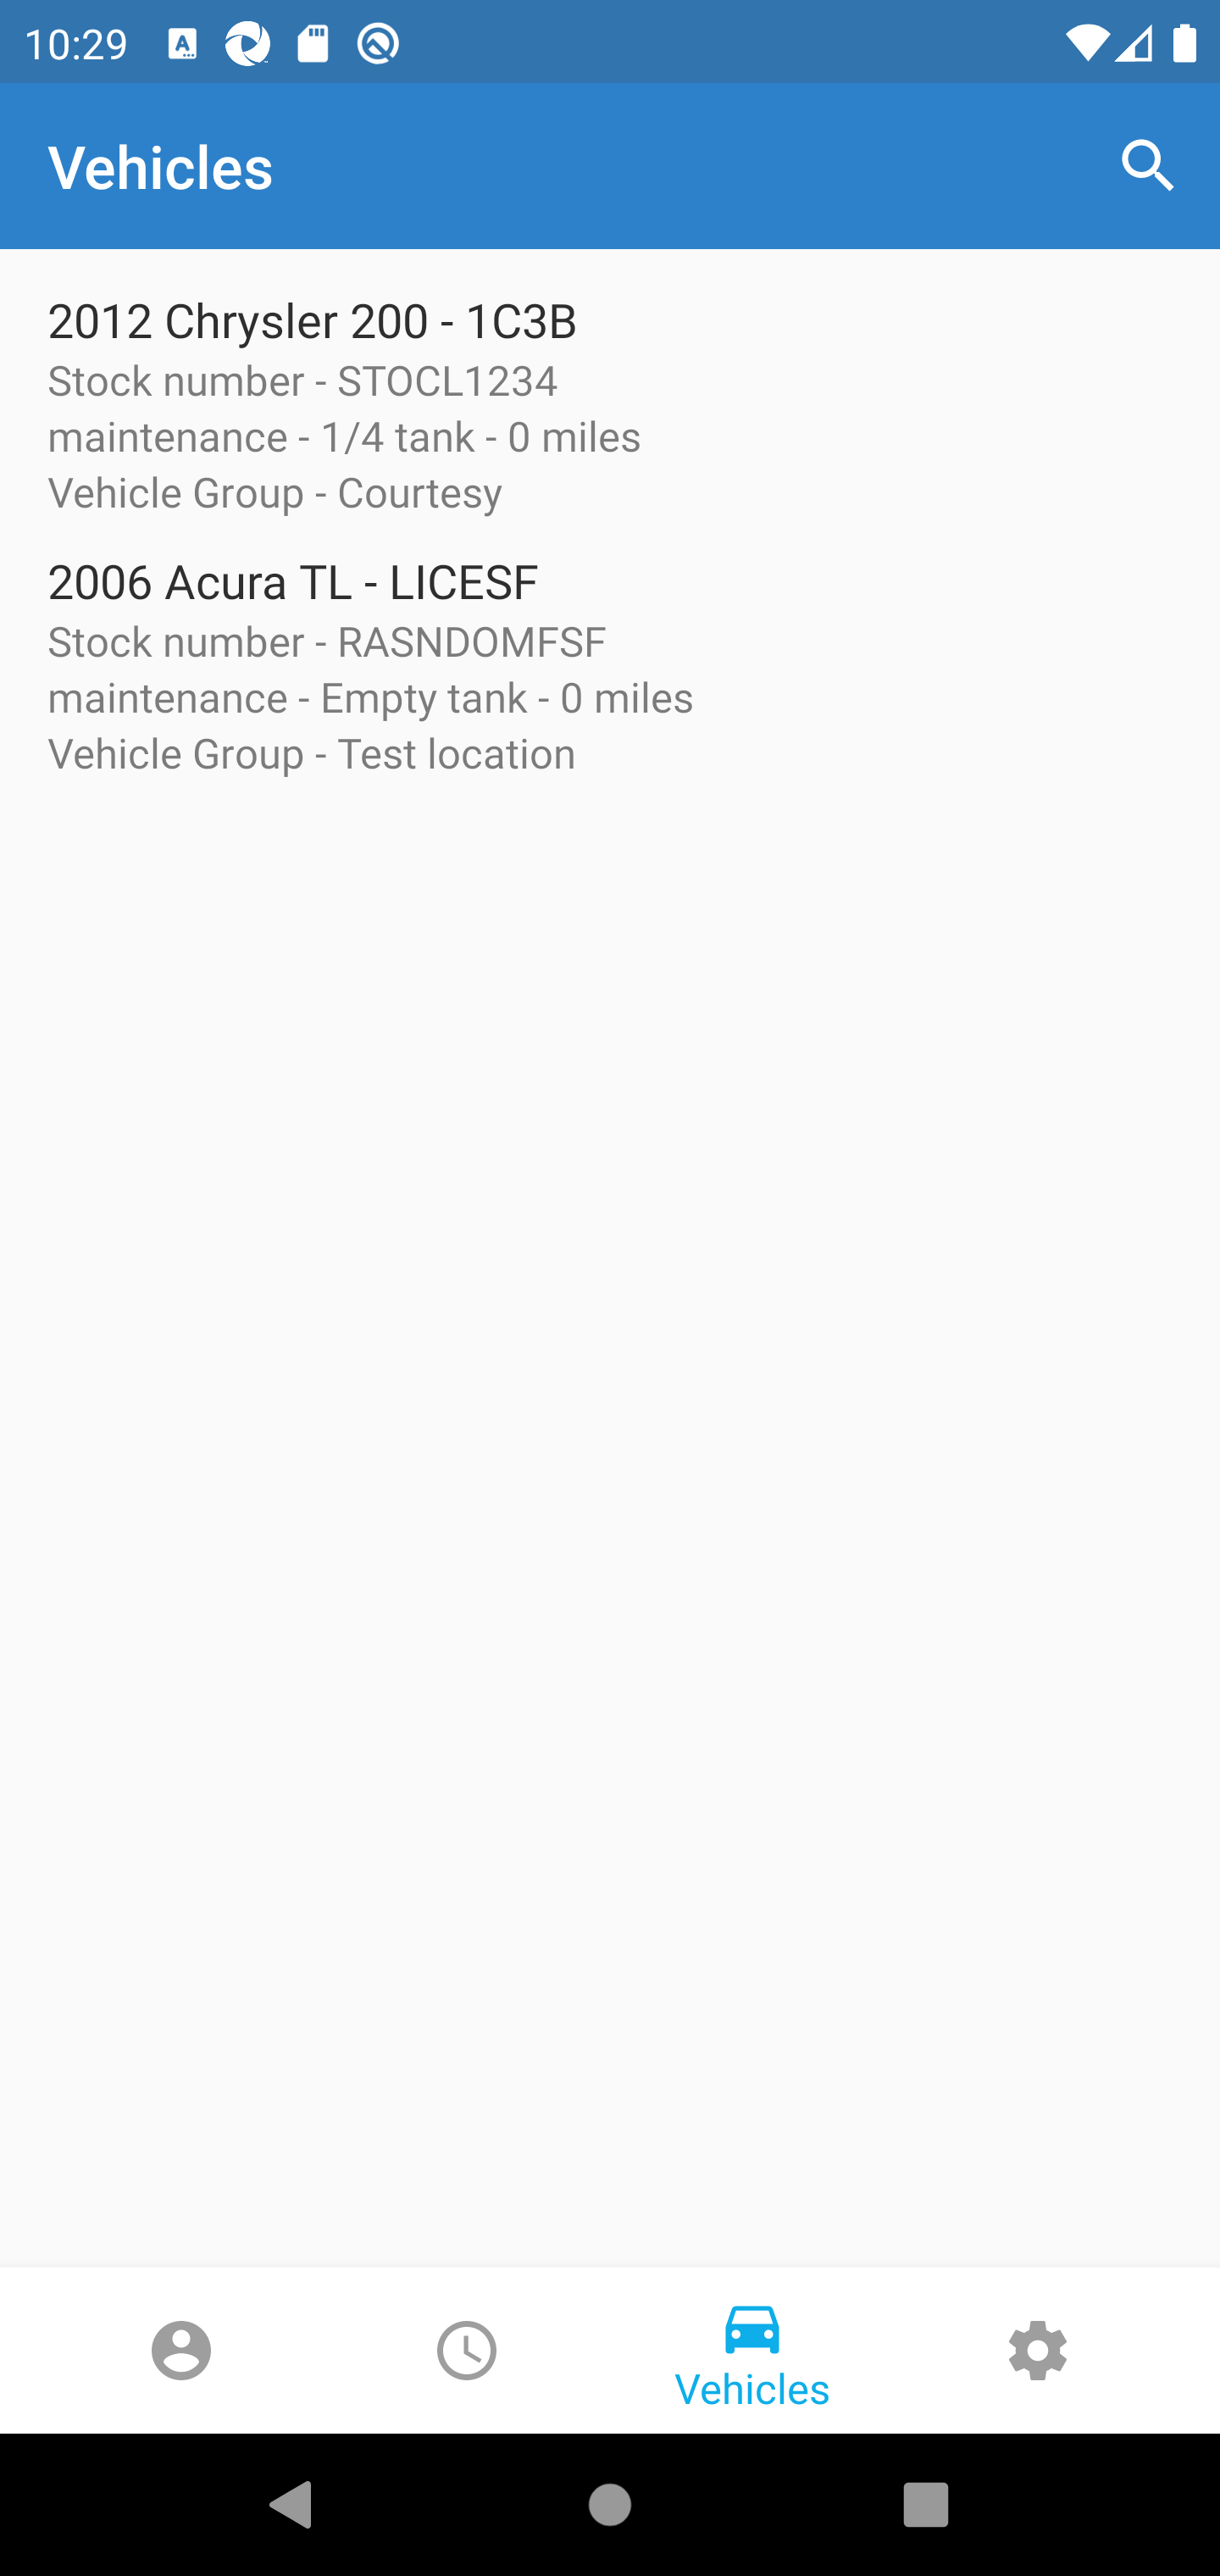 10:29
Vehicles
2012 Chrysler 200 - 1C3B
Stock number - STOCL1234
maintenance - 1/4 tank - 0 miles
Vehicle Group - Courtesy
2006 Acura TL - LICESF
Stock number - RASNDOMFSF
maintenance - Empty tank - 0 miles
Vehicle Group - Test location
Vehicles